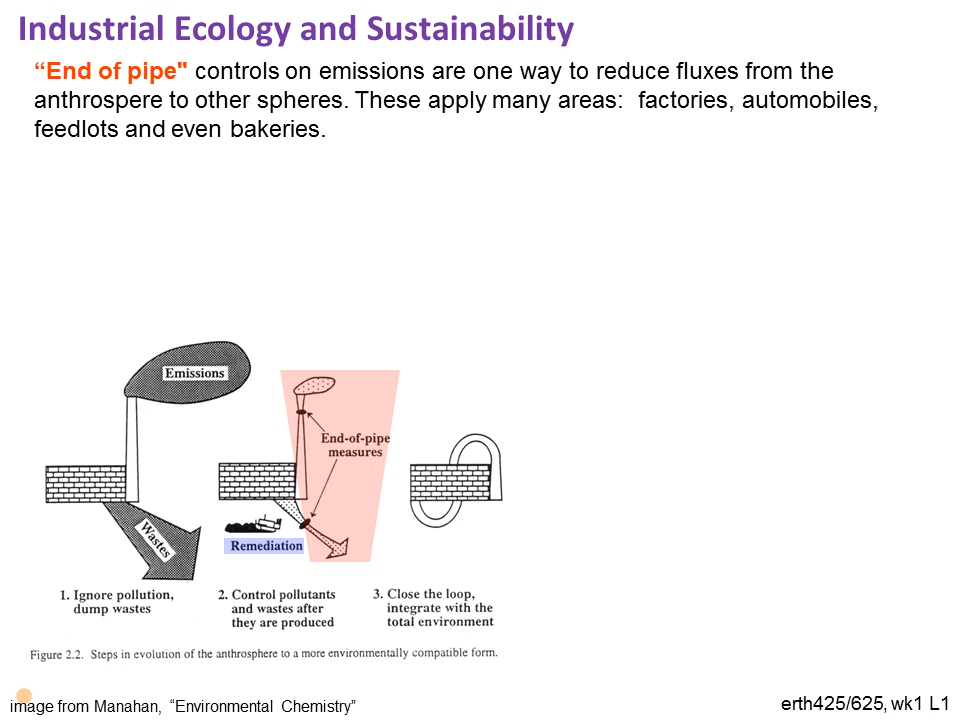 Industrial Ecology and Sustainability
“End of pipe" controls on emissions are one way to reduce fluxes from the
anthrospere to other spheres. These apply many areas:  factories, automobiles,
feedlots and even bakeries.
Emissions
Wastes
End-of-pipe
measures
Remediation
1. Ignore pollution,
dump wastes
2. Control pollutants
and wastes after
they are produced
3. Close the loop,
integrate with the
total environment
Figure 2.2. Steps in evolution of the anthrosphere to a more environmentally compatible form.
image from Manahan, “Environmental Chemistry”
erth425/625, wk1 L1